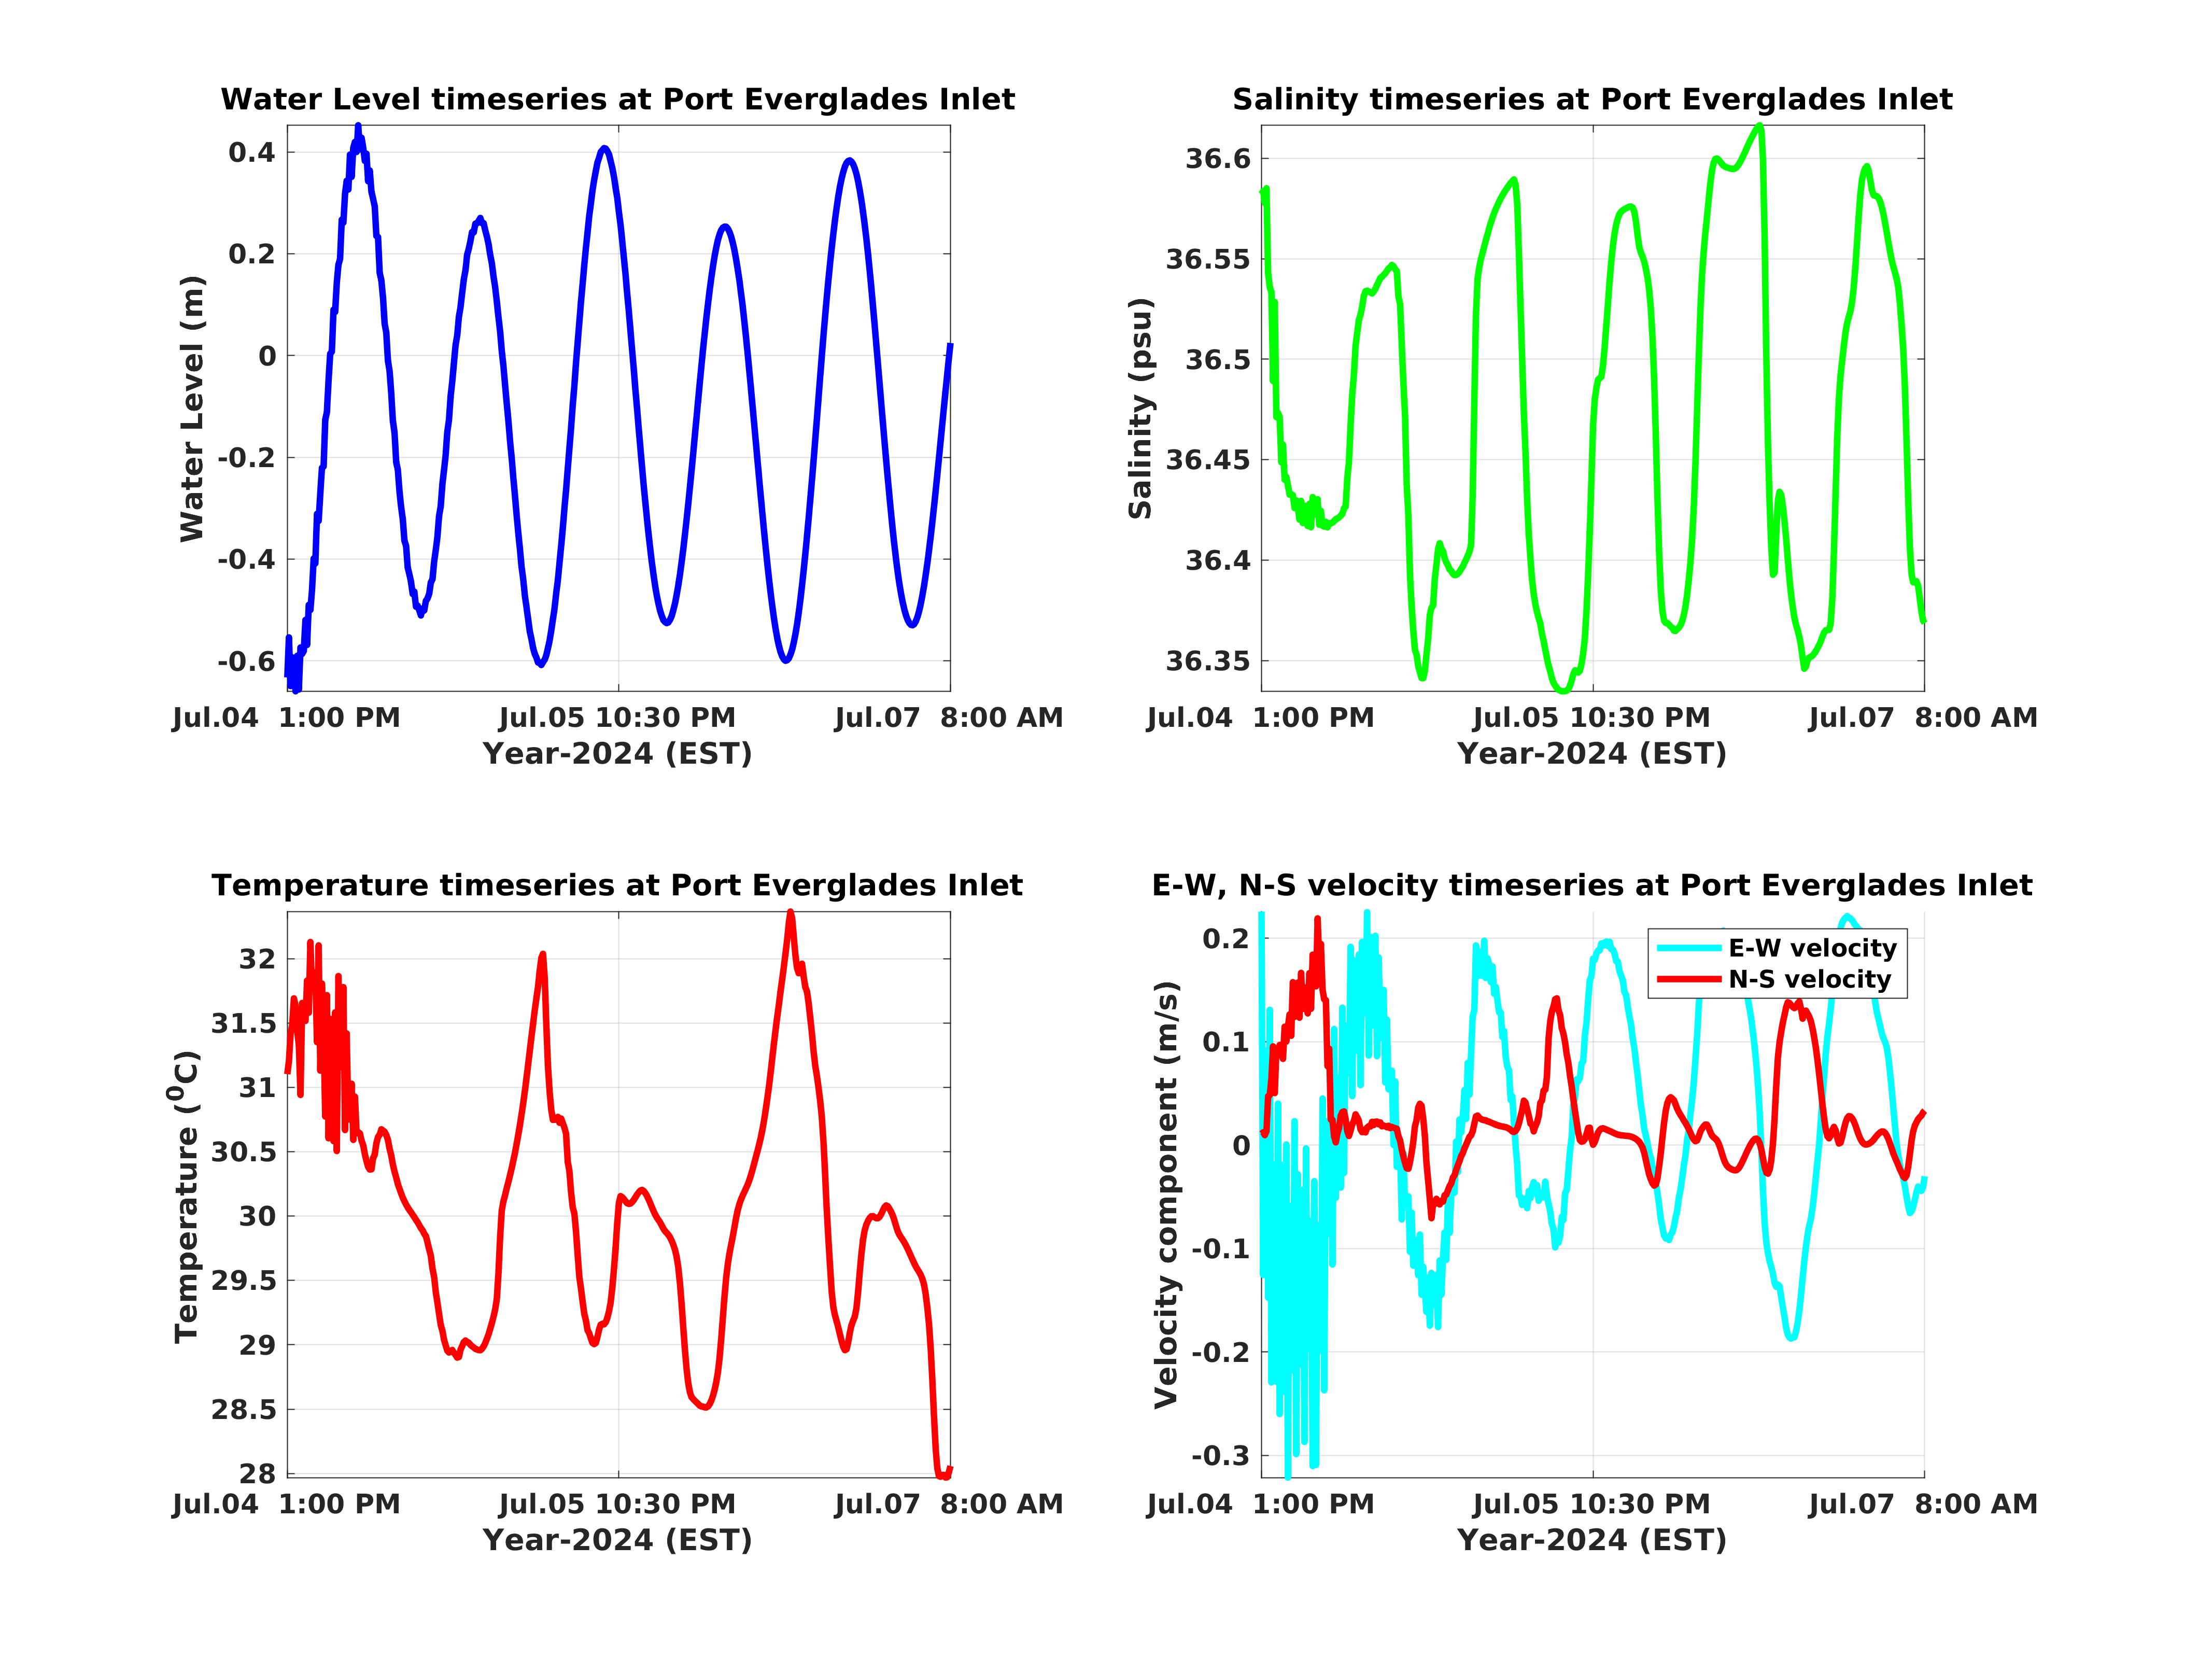 Water Level timeseries at Port Everglades Inlet
Water Level (m)
0.4
0.2
0
-0.2
-0.4
-0.6
Jul.04 1:00 PM
Jul.05 10:30 PM
Jul.07 8:00 AM
Year-2024 (EST)
Salinity timeseries at Port Everglades Inlet
Salinity (psu)
36.6
36.55
36.5
36.45
36.4
36.35
Jul.04 1:00 PM
Jul.05 10:30 PM
Jul.07 8:00 AM
Year-2024 (EST)
Temperature timeseries at Port Everglades Inlet
Temperature (⁰C)
32
31.5
31
30.5
30
29.5
29
28.5
28
Jul.04 1:00 PM
Jul.05 10:30 PM
Jul.07 8:00 AM
Year-2024 (EST)
E-W, N-S velocity timeseries at Port Everglades Inlet
Velocity component (m/s)
0.2
0.1
0
-0.1
-0.2
-0.3
E-W velocity
N-S velocity
Jul.04 1:00 PM
Jul.05 10:30 PM
Jul.07 8:00 AM
Year-2024 (EST)